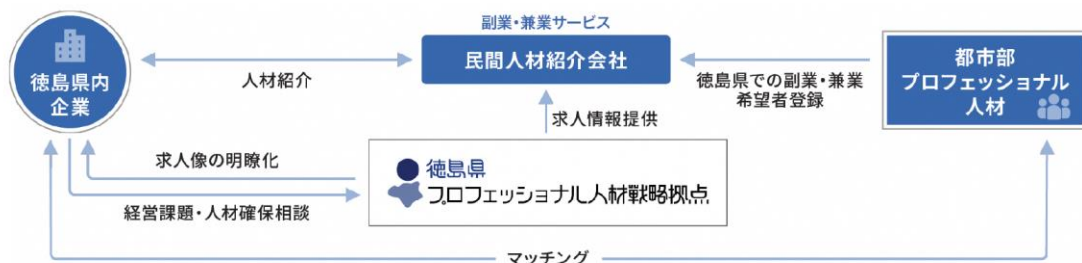 副業・兼業サービス
民間人材紹介会社
徳島県内
企業
人材紹介
徳島県での副業・兼業
希望者登録
都市部
プロフェッショナル
人材
求人情報提供
求人像の明瞭化
徳島県
プロフェッショナル人材戦略拠点
経営課題・人材確保相談
マッチング